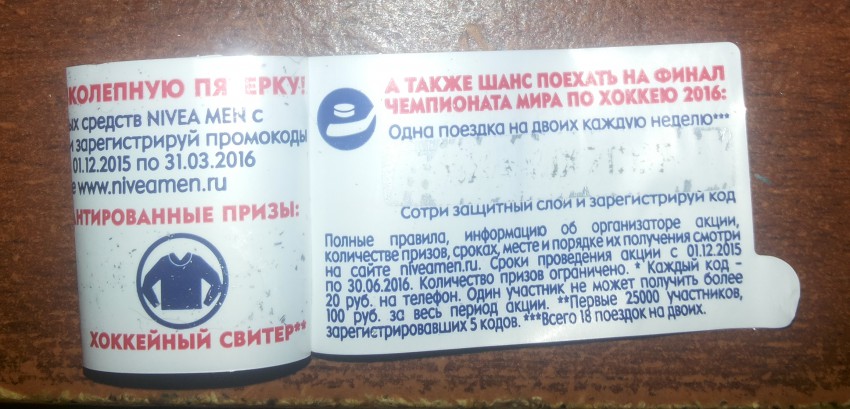 КОЛЕПНУЮ ПЯ ЕРКУ!
ых средств NIVEA MEN с
и зарегистрируй промокоды
01.12.2015 по 31.03.2016
е www.niveamen.ru
НТИРОВАННЫЕ ПРИЗЫ:
ХОККЕЙНЫЙ СВИТЕР**
А ТАКЖЕ ШАНС ПОЕХАТЬ НА ФИНАЛ
ЧЕМПИОНАТА МИРА ПО ХОККЕЮ 2016:
Одна поездка на двоих каждую неделю***
Сотри защитный слой и зарегистрируй код
Полные правила, информацию об организаторе акции,
количестве призов, сроках, месте и порядке их получения смотри
на сайте niveamen.ru. Сроки проведения акции с 01.12.2015
по 30.06.2016. Количество призов ограничено. * Каждый код –
20 руб. на телефон. Один участник не может получить более
100 руб. за весь период акции. **Первые 25000 участников,
зарегистрировавших 5 кодов. ***Всего 18 поездок на двоих.